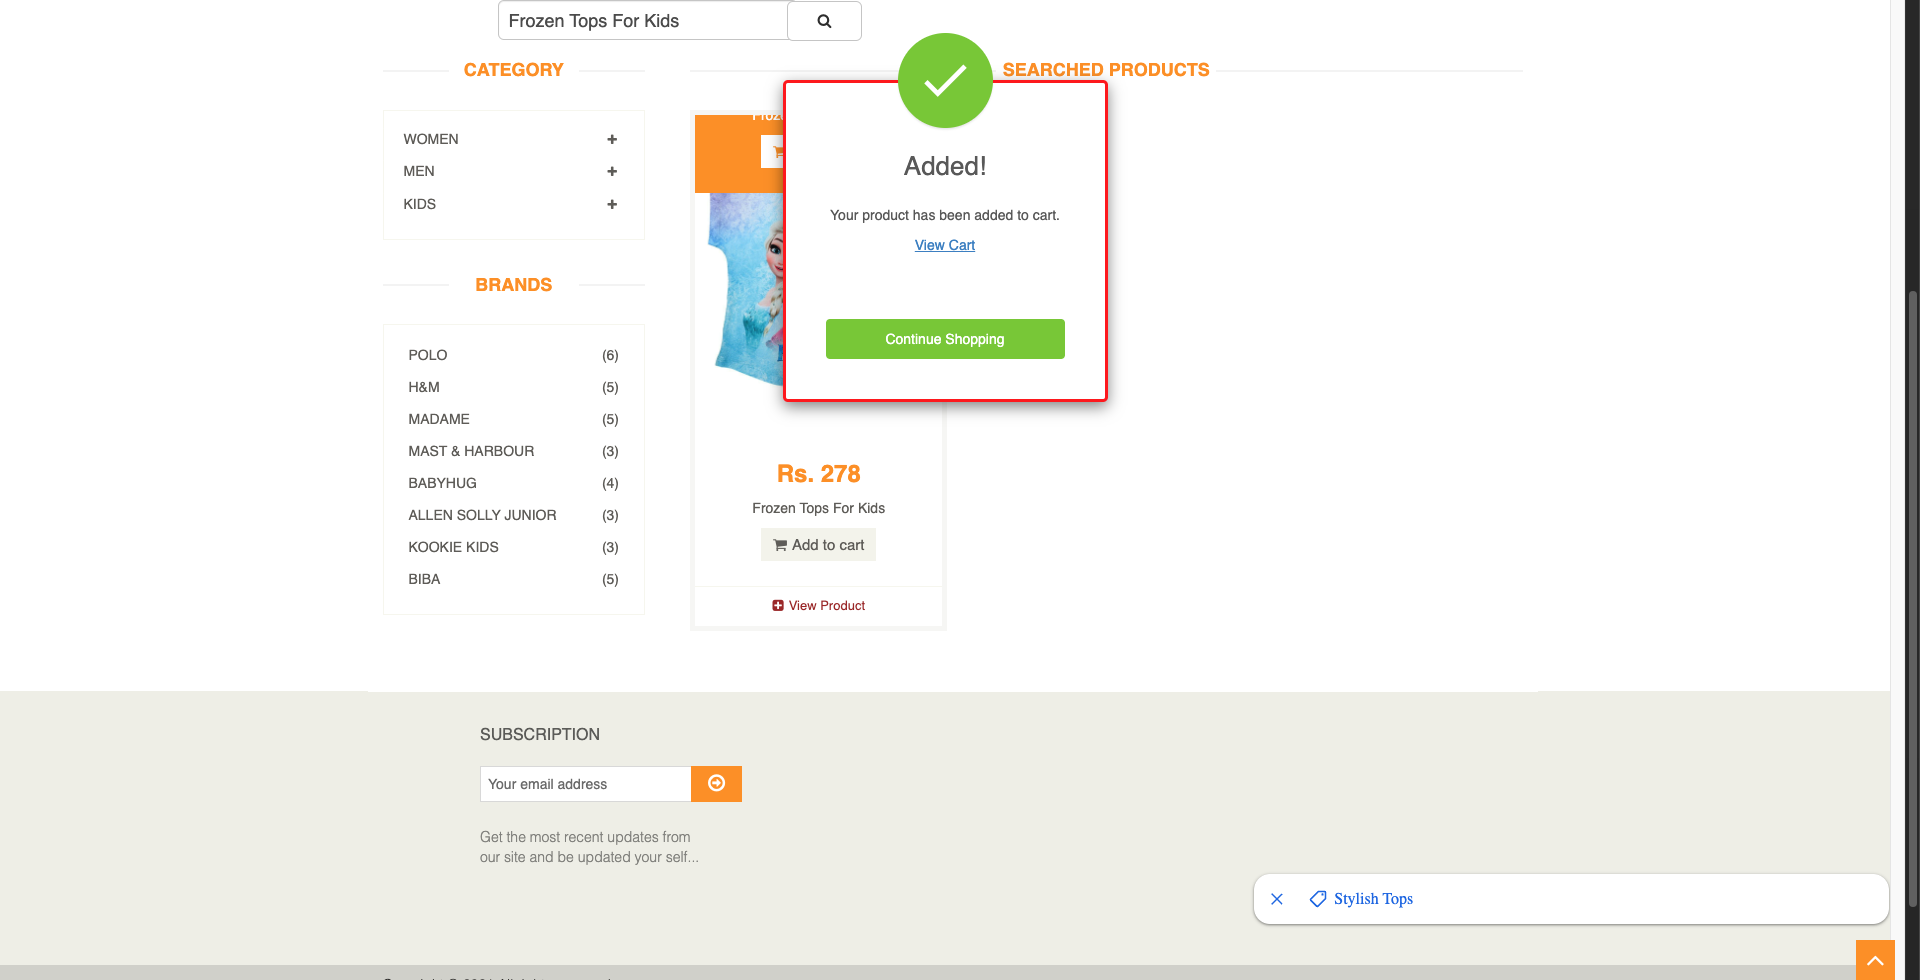 Frozen Tops For Kids
CATEGORY
SEARCHED PRODUCTS
WOMEN
MEN
KIDS
BRANDS
POLO (6)
H&M (5)
MADAME (5)
MAST & HARBOUR (3)
BABYHUG (4)
ALLEN SOLLY JUNIOR (3)
KOOKIE KIDS (3)
BIBA (5)
Added!
Your product has been added to cart.
View Cart
Continue Shopping
Rs. 278
Frozen Tops For Kids
Add to cart
View Product
SUBSCRIPTION
Your email address
Get the most recent updates from
our site and be updated your self...
Stylish Tops